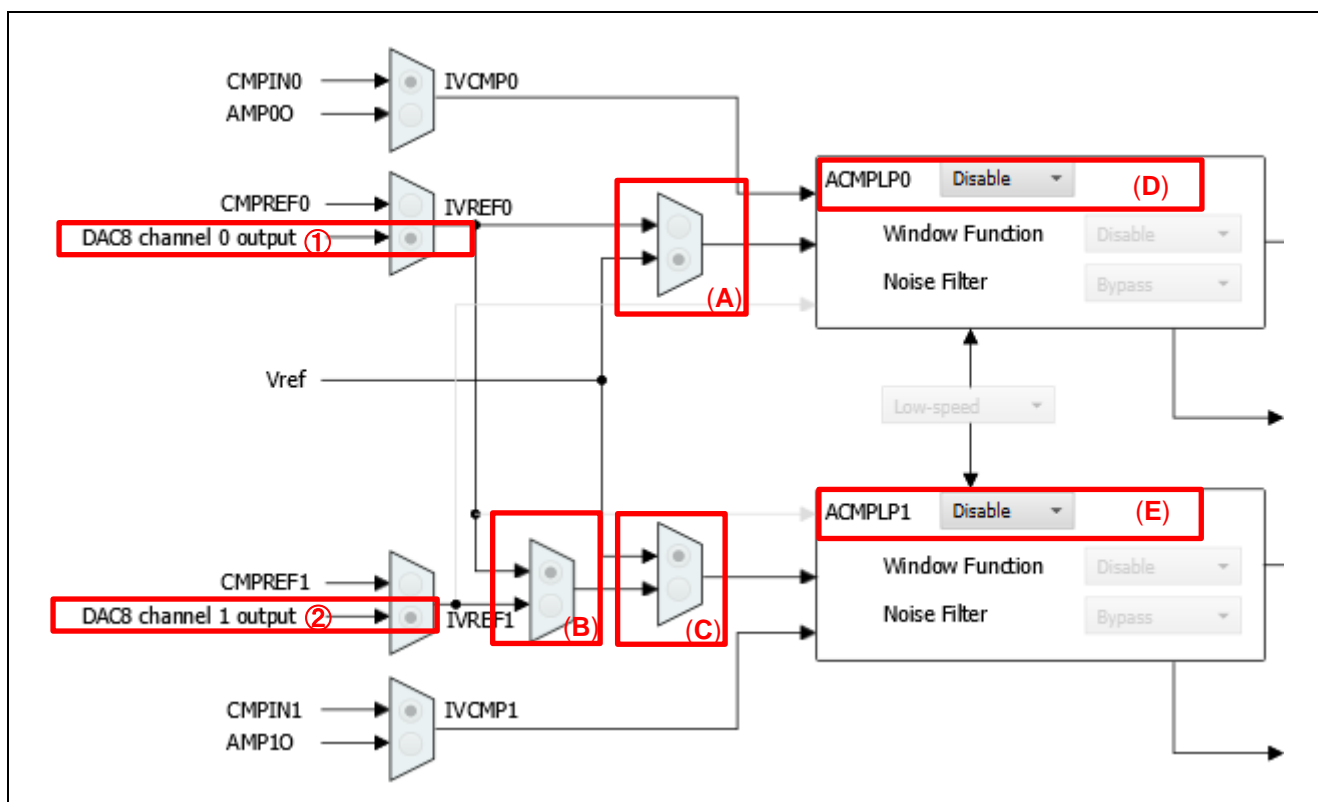 CMPIN0
IVCMP0
AMP0O
ACMPLP0 Disable (D)
CMPREF0
IVREF0
DAC8 channel 0 output ①
Window Function Disable
Noise Filter Bypass
(A)
Vref
Low-speed
ACMPLP1 Disable (E)
CMPREF1
Window Function Disable
DAC8 channel 1 output ②
IVREF1
(B)
(C)
Noise Filter Bypass
CMPIN1
IVCMP1
AMP1O